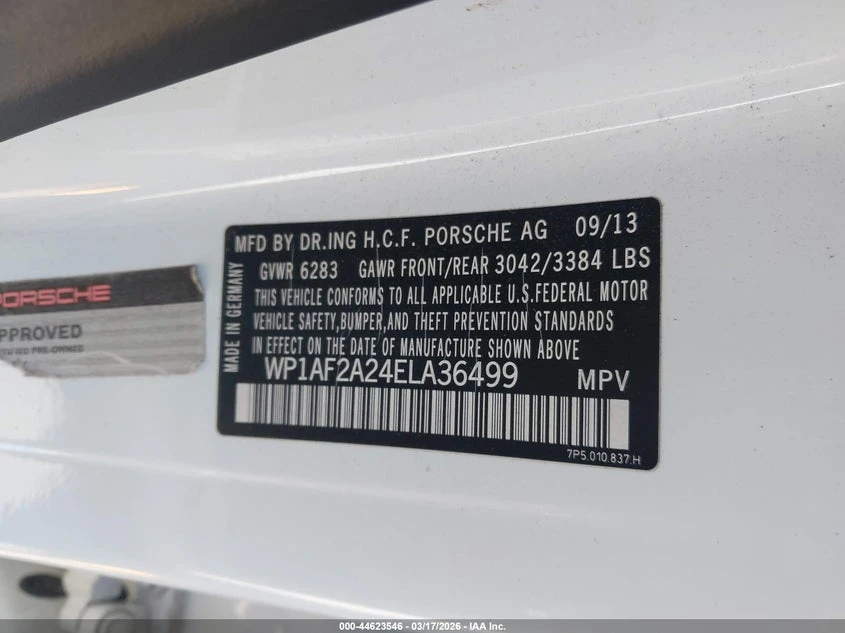 MFD BY DR.ING H.C.F. PORSCHE AG 09/13
GVWR 6283 GAWR FRONT/REAR 3042/3384 LBS
THIS VEHICLE CONFORMS TO ALL APPLICABLE U.S.FEDERAL MOTOR
VEHICLE SAFETY,BUMPER,AND THEFT PREVENTION STANDARDS
IN EFFECT ON THE DATE OF MANUFACTURE SHOWN ABOVE
WP1AF2A24ELA36499 MPV
7P5.010.837.H
MADE IN GERMANY
PORSCHE
APPROVED
PRE-OWNED
000-44623546 - 03/17/2026 - IAA Inc.